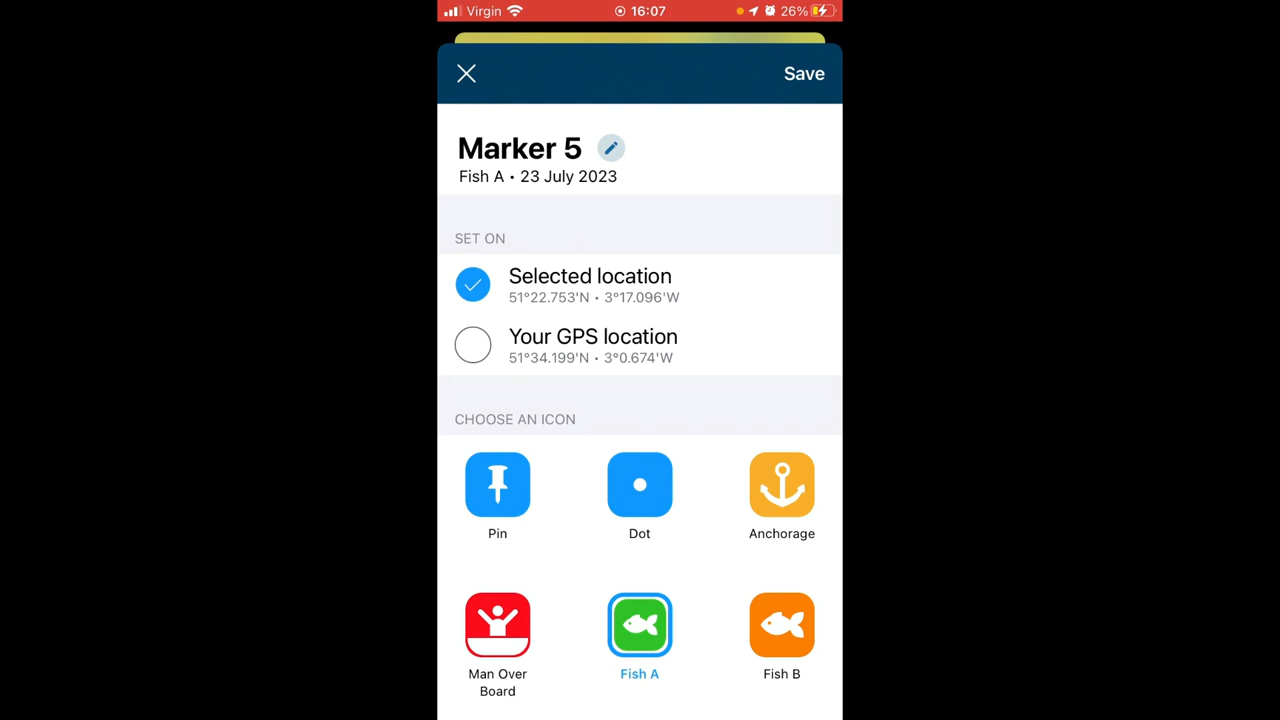 Virgin 16:07 26%
Save
Marker 5
Fish A • 23 July 2023
SET ON
Selected location
51°22.753'N • 3°17.096'W
Your GPS location
51°34.199'N • 3°0.674'W
CHOOSE AN ICON
Pin Dot Anchorage
Man Over Board Fish A Fish B